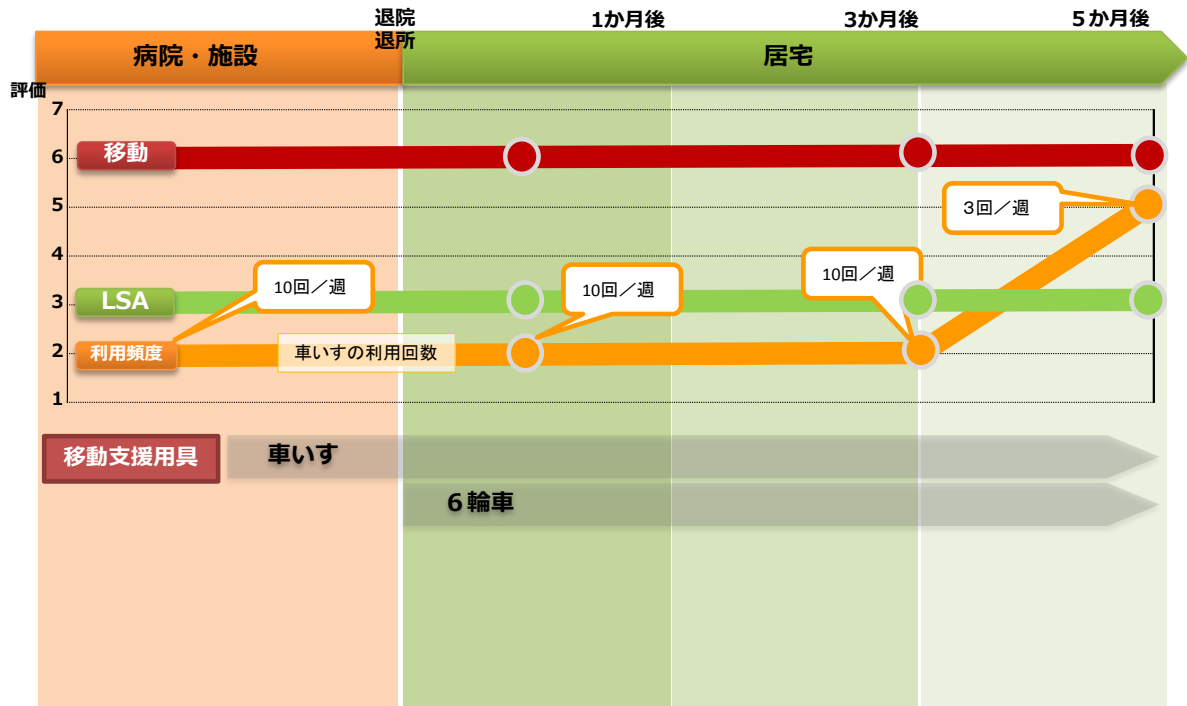 退院
退所
1か月後
3か月後
５か月後
病院・施設
居宅
評価
7
6
5
4
3
2
1
移動
3回／週
10回／週
10回／週
10回／週
LSA
利用頻度
車いすの利用回数
移動支援用具
車いす
６輪車